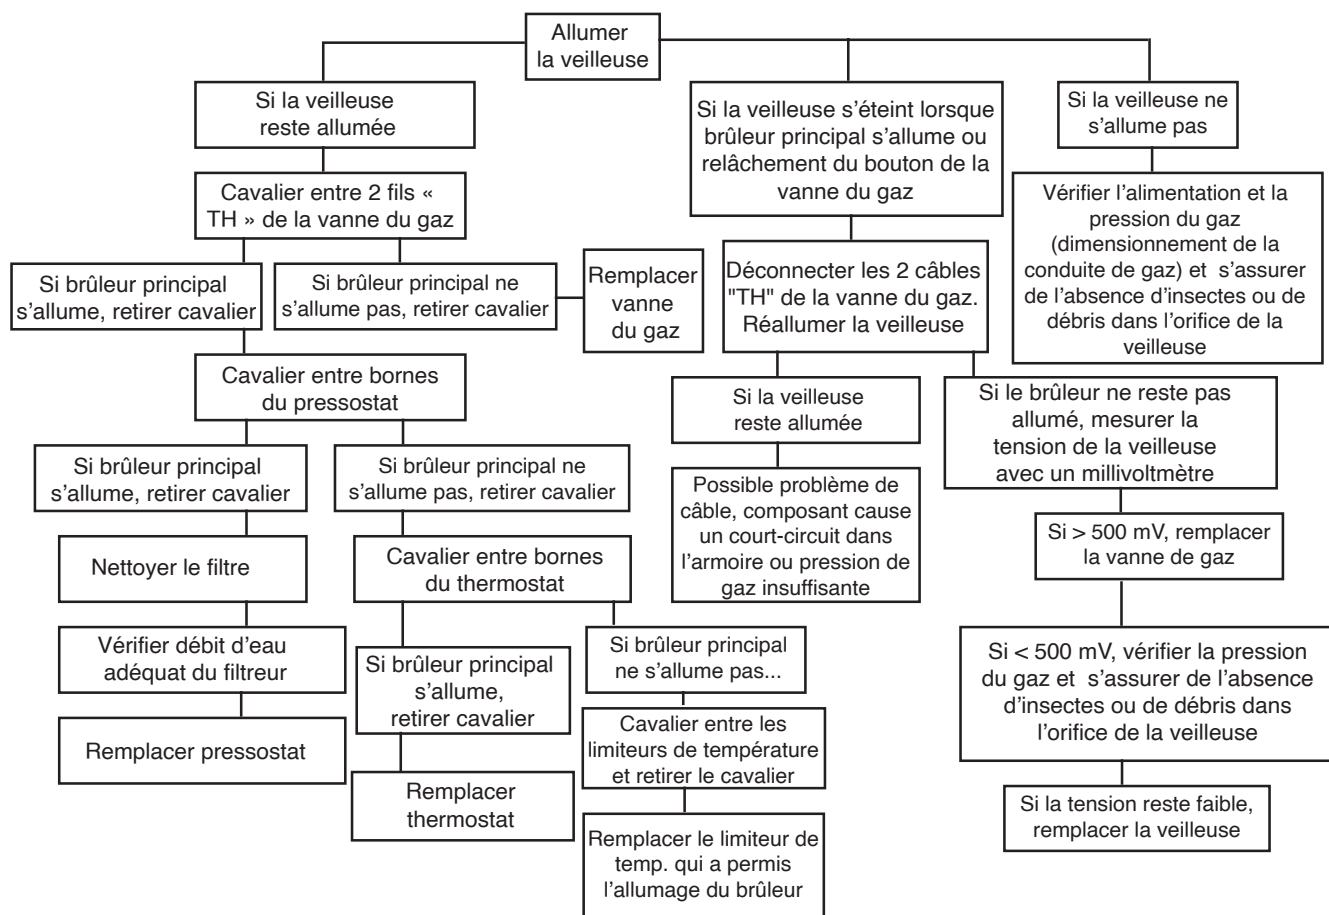 Allumer
la veilleuse
Si la veilleuse
reste allumée
Si la veilleuse s'éteint lorsque
brûleur principal s'allume ou
relâchement du bouton de la
vanne du gaz
Si la veilleuse ne
s'allume pas
Cavalier entre 2 fils «
TH » de la vanne du gaz
Vérifier l'alimentation et la
pression du gaz
(dimensionnement de la
conduite de gaz) et s'assurer
de l'absence d'insectes ou de
débris dans l'orifice de la
veilleuse
Si brûleur principal
s'allume, retirer cavalier
Si brûleur principal ne
s'allume pas, retirer cavalier
Remplacer
vanne
du gaz
Déconnecter les 2 câbles
"TH" de la vanne du gaz.
Réallumer la veilleuse
Cavalier entre bornes
du pressostat
Si la veilleuse
reste allumée
Si le brûleur ne reste pas
allumé, mesurer la
tension de la veilleuse
avec un millivoltmètre
Si brûleur principal
s'allume, retirer cavalier
Si brûleur principal ne
s'allume pas, retirer cavalier
Possible problème de
câble, composant cause
un court-circuit dans
l'armoire ou pression de
gaz insuffisante
Si > 500 mV, remplacer
la vanne de gaz
Nettoyer le filtre
Cavalier entre bornes
du thermostat
Vérifier débit d'eau
adéquat du filtreur
Si brûleur principal
s'allume,
retirer cavalier
Si brûleur principal
ne s'allume pas...
Si < 500 mV, vérifier la pression
du gaz et s'assurer de l'absence
d'insectes ou de débris dans
l'orifice de la veilleuse
Remplacer pressostat
Cavalier entre les
limiteurs de température
et retirer le cavalier
Remplacer
thermostat
Si la tension reste faible,
remplacer la veilleuse
Remplacer le limiteur de
temp. qui a permis
l'allumage du brûleur